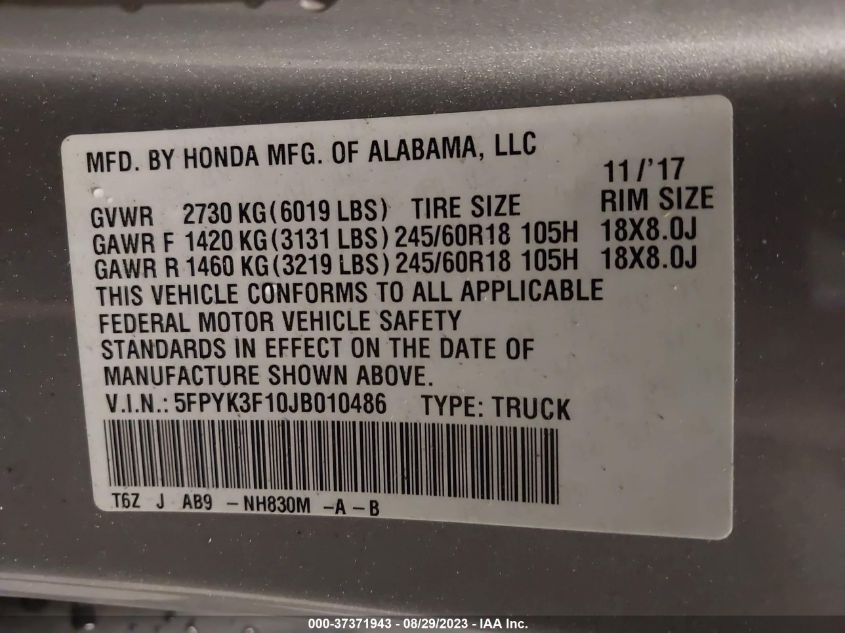 MFD. BY HONDA MFG. OF ALABAMA, LLC
11/'17
GVWR 2730 KG(6019 LBS) TIRE SIZE RIM SIZE
GAWR F 1420 KG(3131 LBS) 245/60R18 105H 18X8.0J
GAWR R 1460 KG(3219 LBS) 245/60R18 105H 18X8.0J
THIS VEHICLE CONFORMS TO ALL APPLICABLE
FEDERAL MOTOR VEHICLE SAFETY
STANDARDS IN EFFECT ON THE DATE OF
MANUFACTURE SHOWN ABOVE.
V.I.N.: 5FPYK3F10JB010486 TYPE: TRUCK
T6Z J AB9 -NH830M -A-B
000-37371943 - 08/29/2023 - IAA Inc.